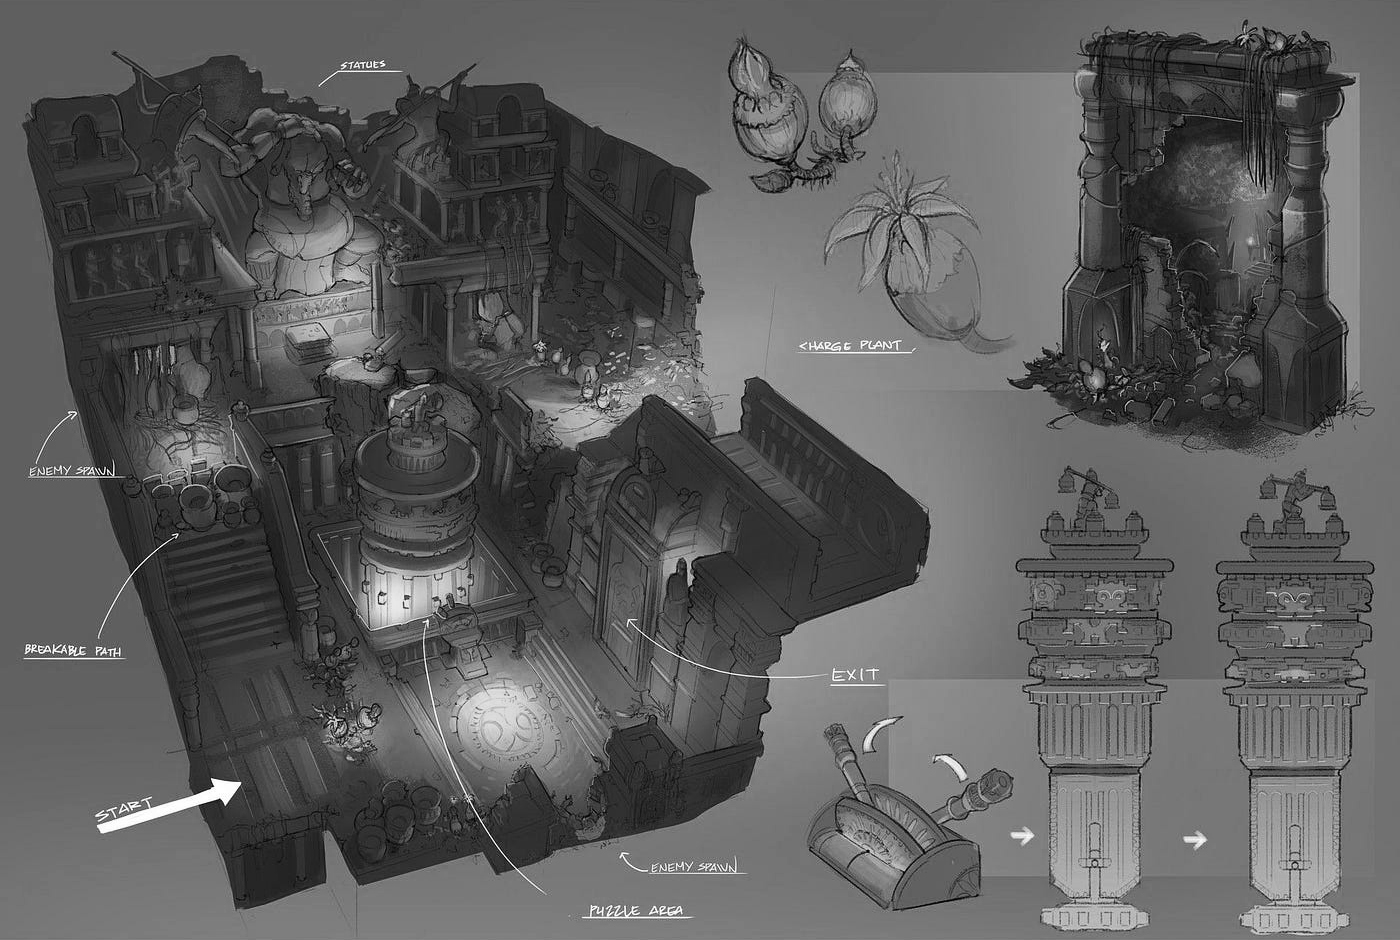 STATUES
CHARGE PLANT
ENEMY SPAWN
BREAKABLE PATH
EXIT
START
ENEMY SPAWN
PUZZLE AREA